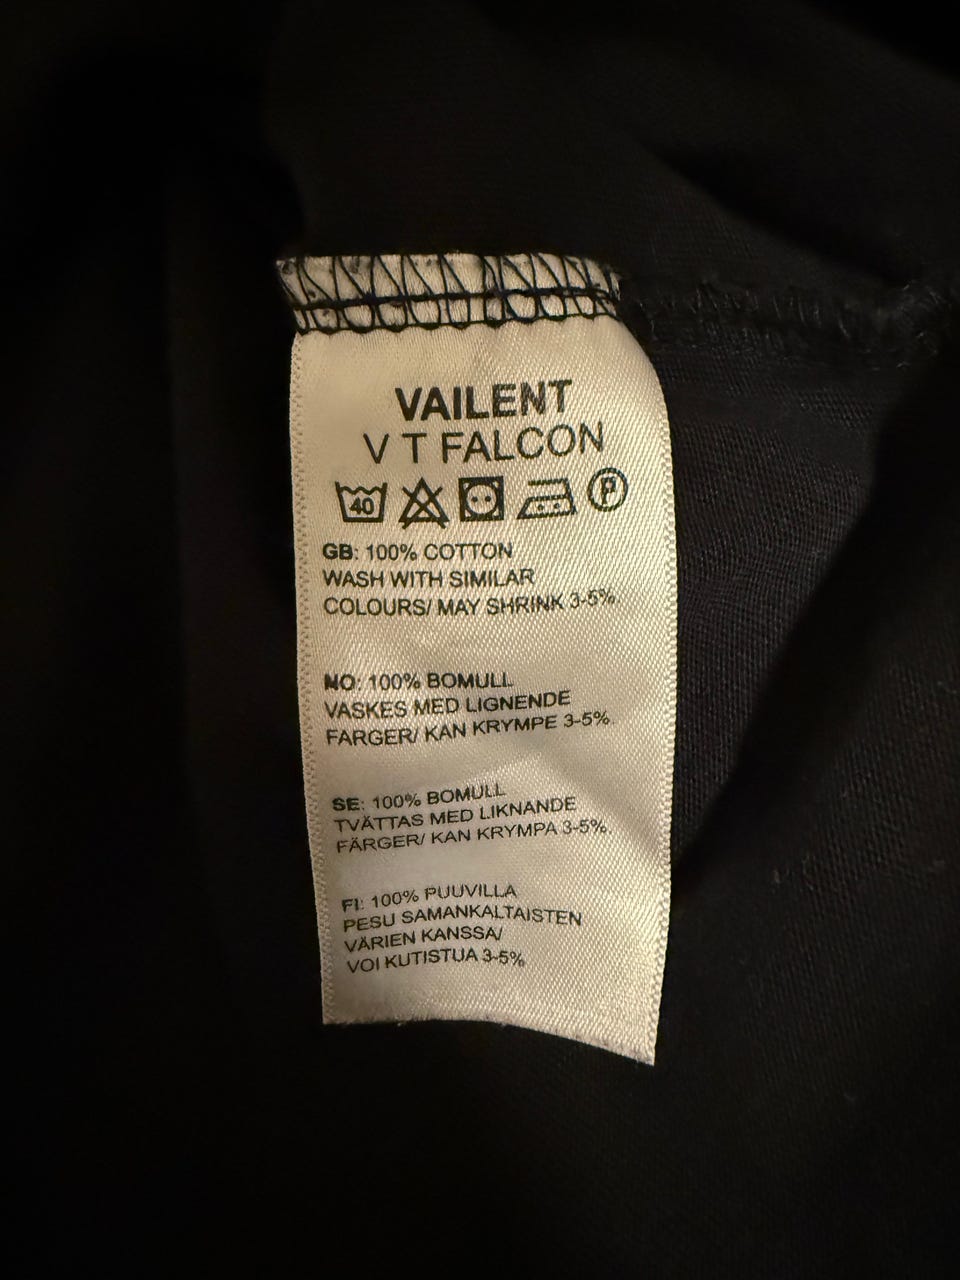 VAILENT
V T FALCON
40 P
GB: 100% COTTON
WASH WITH SIMILAR
COLOURS/ MAY SHRINK 3-5%.
NO: 100% BOMULL
VASKES MED LIGNENDE
FARGER/ KAN KRYMPE 3-5%.
SE: 100% BOMULL
TVÄTTAS MED LIKNANDE
FÄRGER/ KAN KRYMPA 3-5%.
FI: 100% PUUVILLA
PESU SAMANKALTAISTEN
VÄRIEN KANSSA/
VOI KUTISTUA 3-5%